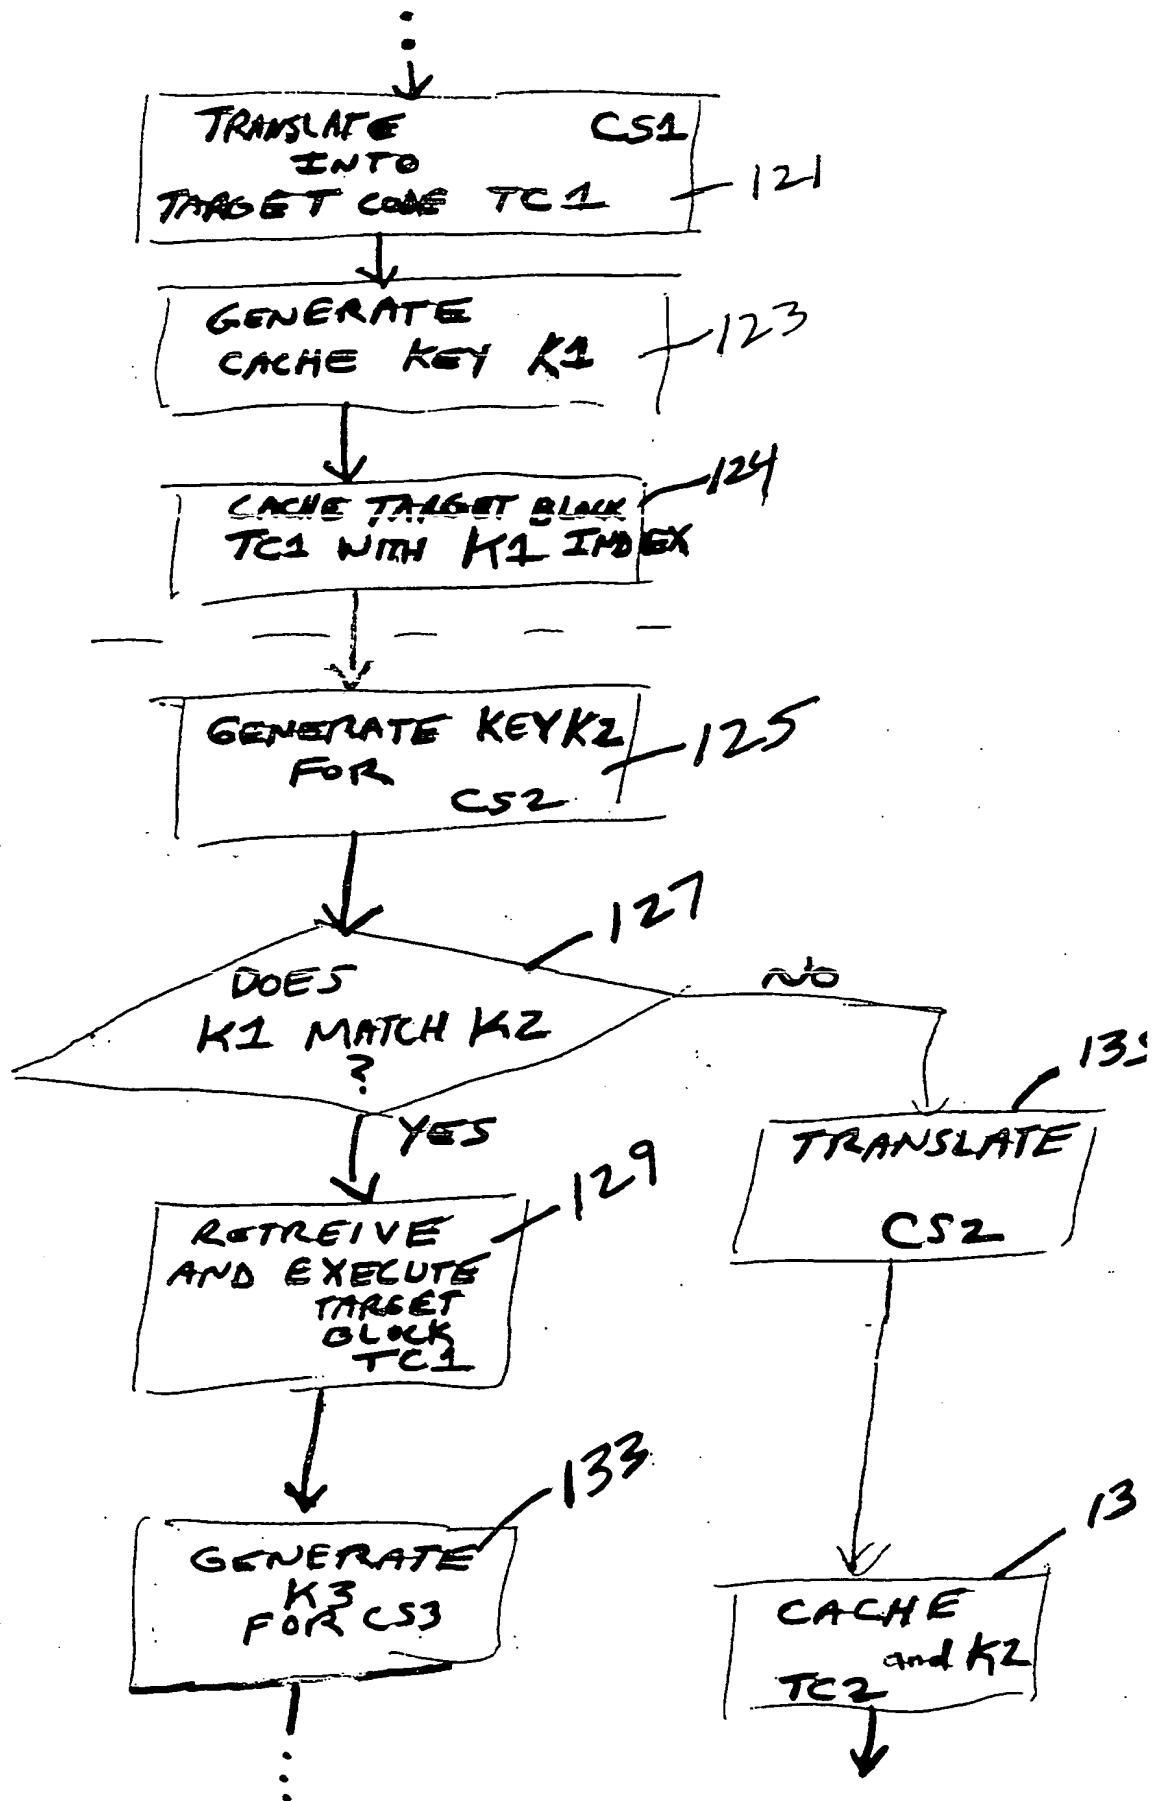 TRANSLATE CS1
INTO
TARGET CODE TC1
121
GENERATE
CACHE KEY K1
123
CACHE TARGET BLOCK
TC1 WITH K1 INDEX
124
GENERATE KEY K2
FOR
CS2
125
DOES
K1 MATCH K2
?
127
NO
YES
RETREIVE
AND EXECUTE
TARGET
BLOCK
TC1
129
TRANSLATE
CS2
GENERATE
K3
FOR CS3
133
CACHE
and K2
TC2
13